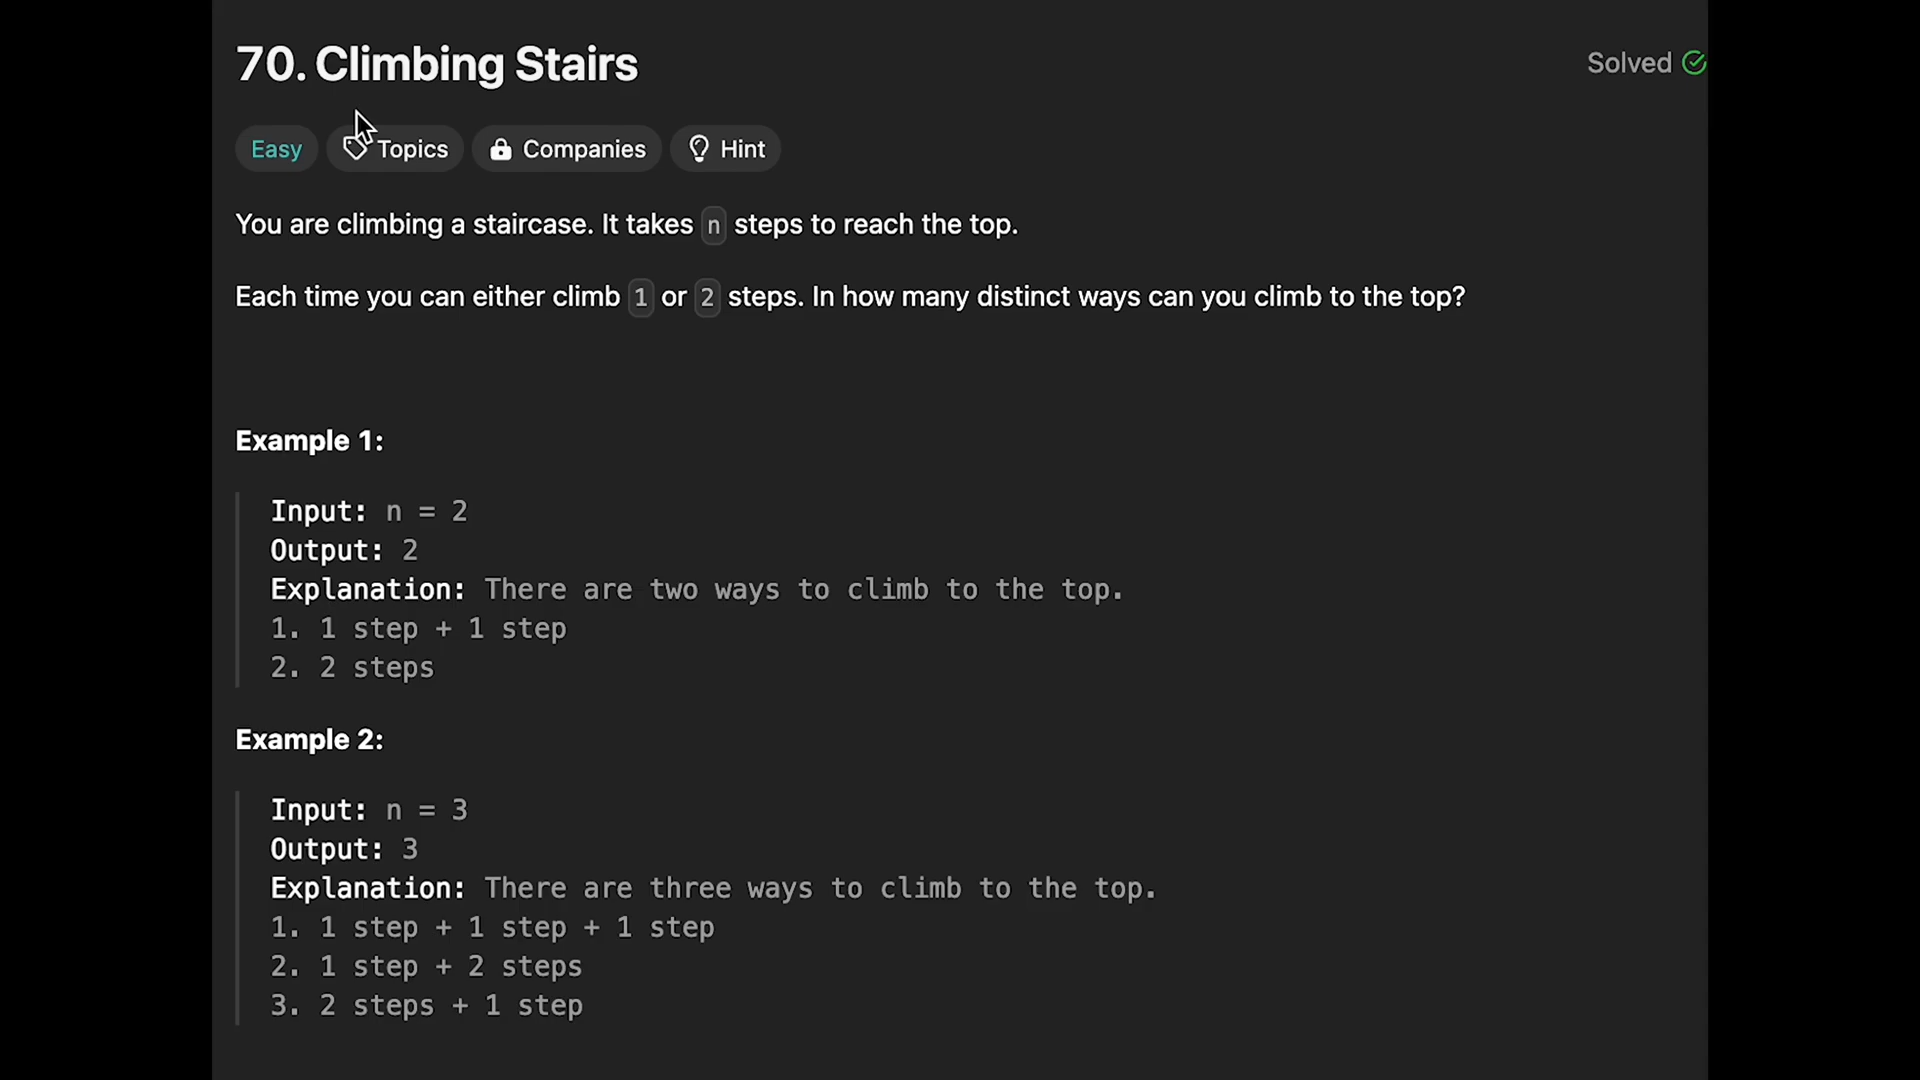 70. Climbing Stairs
Solved
Easy
Topics
Companies
Hint
You are climbing a staircase. It takes n steps to reach the top.
Each time you can either climb 1 or 2 steps. In how many distinct ways can you climb to the top?
Example 1:
Input: n = 2
Output: 2
Explanation: There are two ways to climb to the top.
1. 1 step + 1 step
2. 2 steps
Example 2:
Input: n = 3
Output: 3
Explanation: There are three ways to climb to the top.
1. 1 step + 1 step + 1 step
2. 1 step + 2 steps
3. 2 steps + 1 step